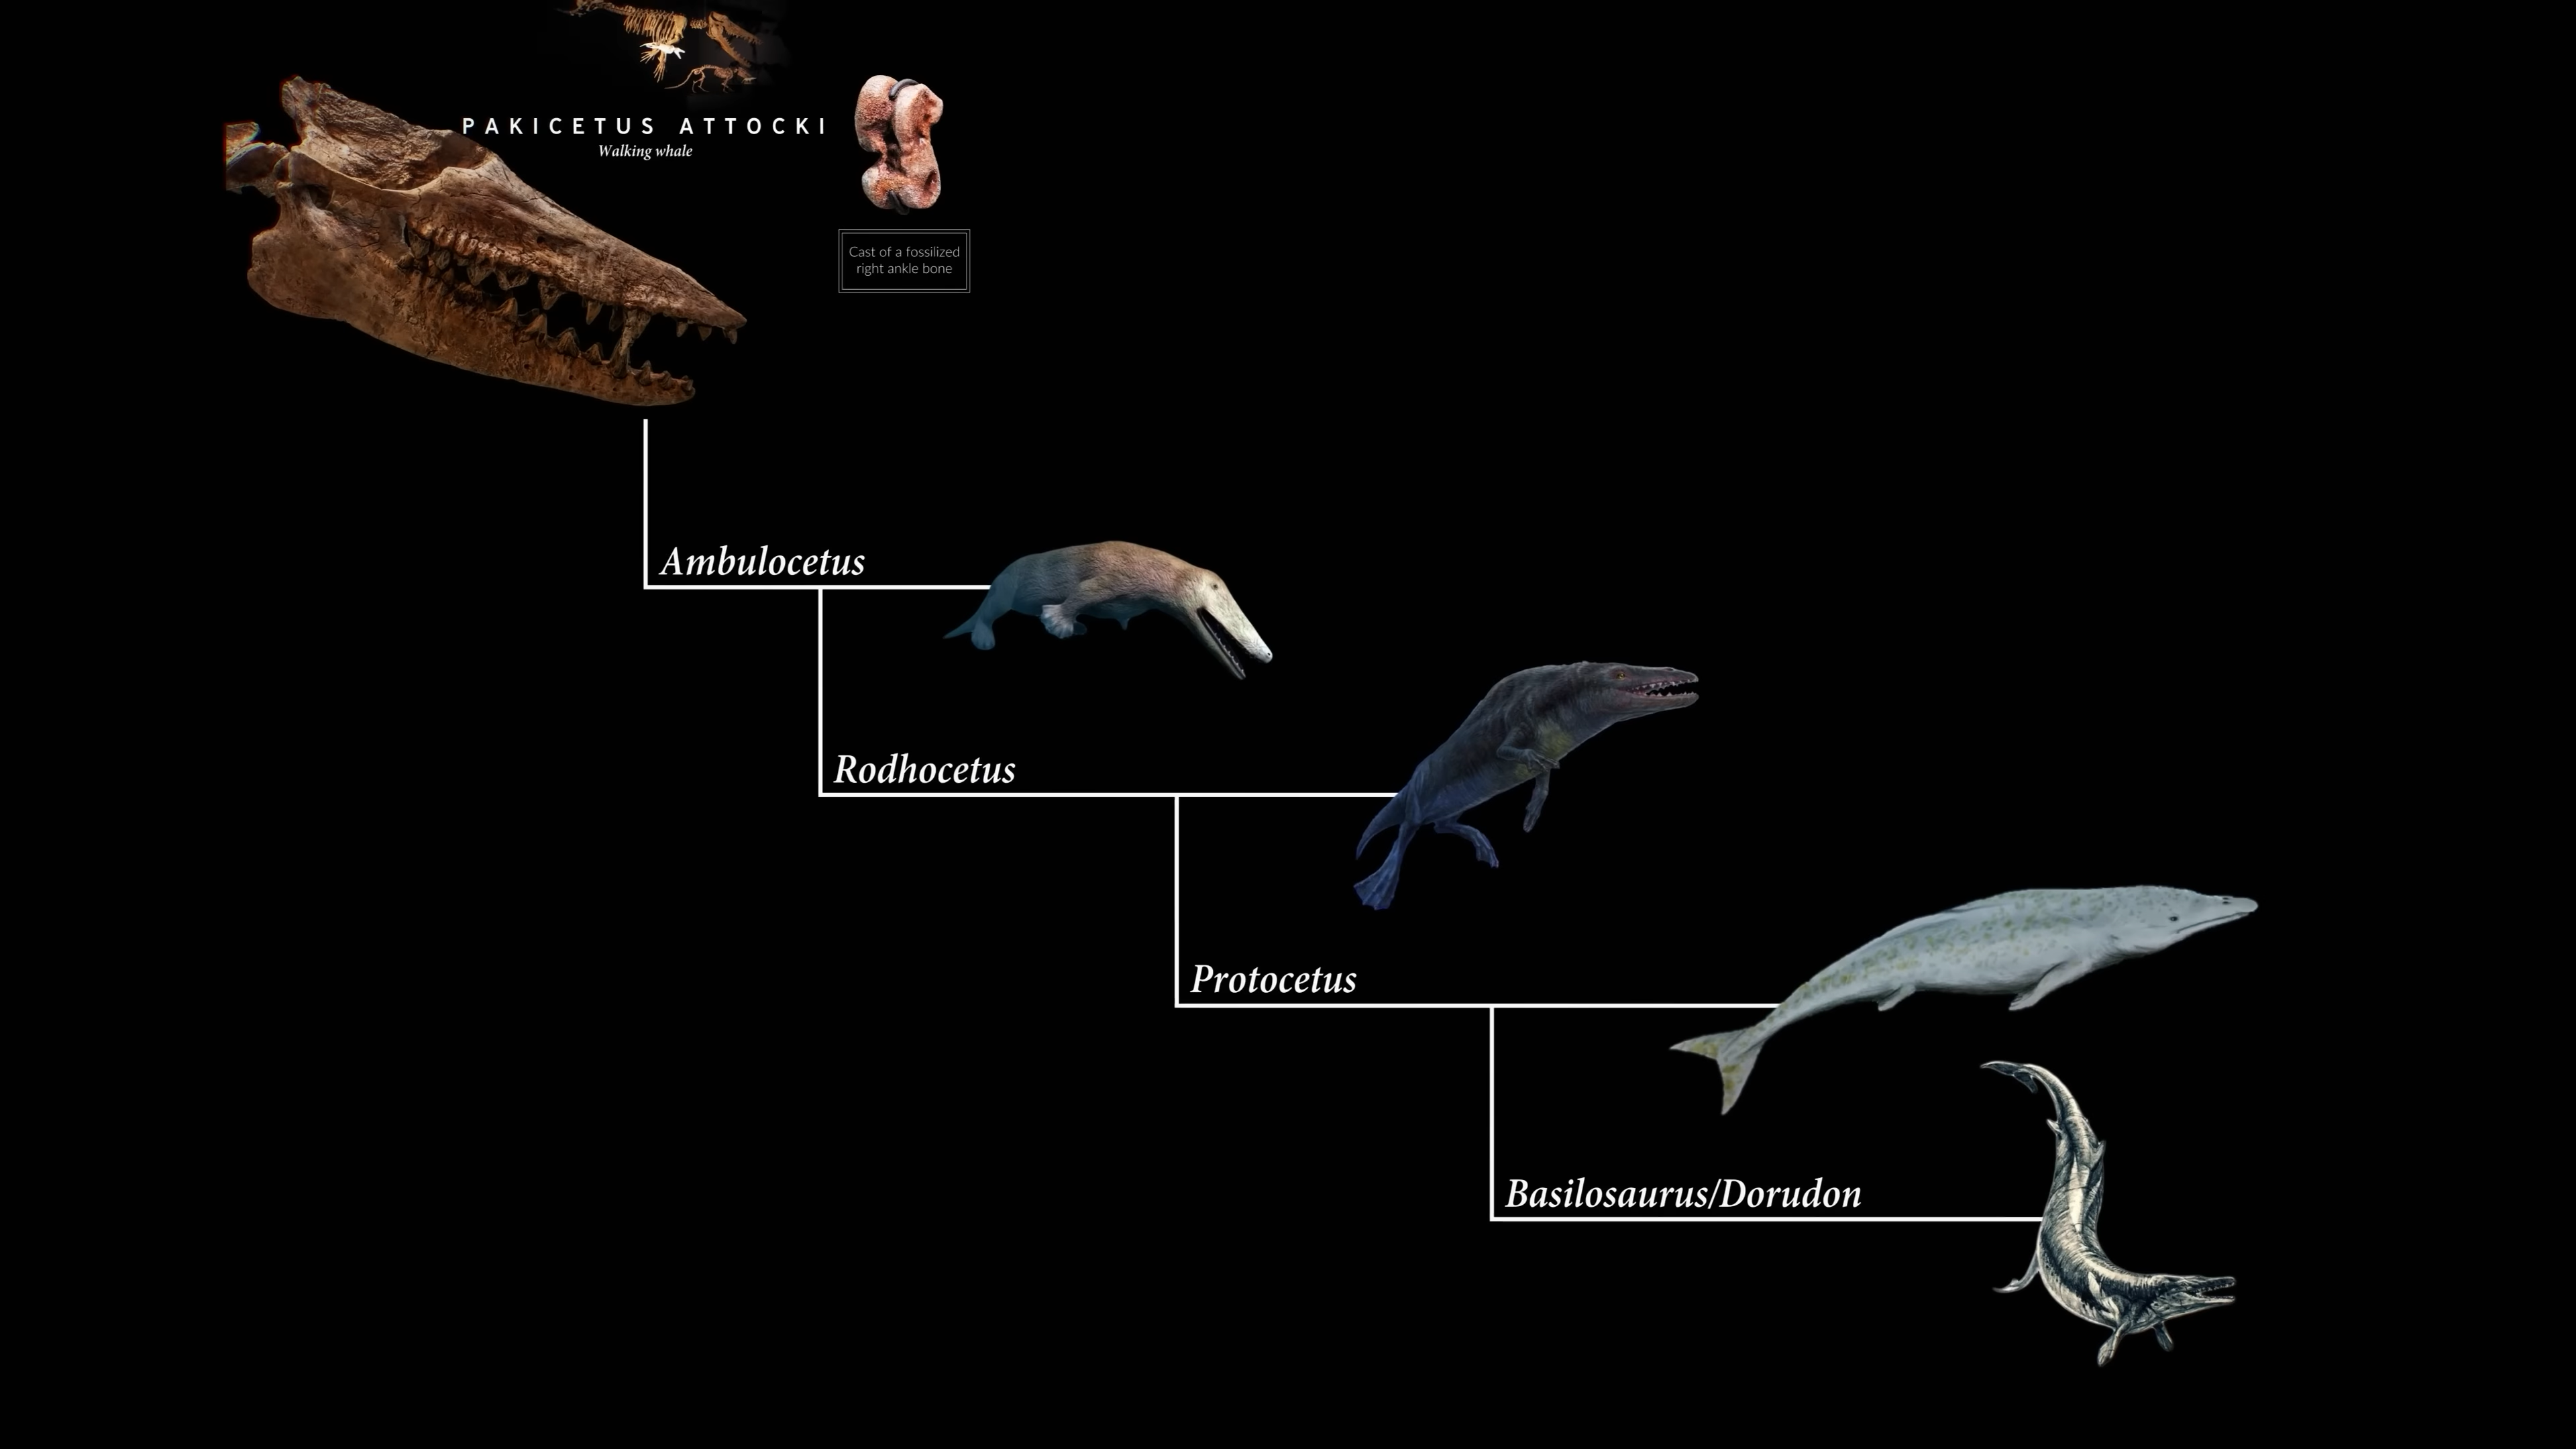 PAKICETUS ATTOCKI
Walking whale
Cast of a fossilized
right ankle bone
Ambulocetus
Rodhocetus
Protocetus
Basilosaurus/Dorudon